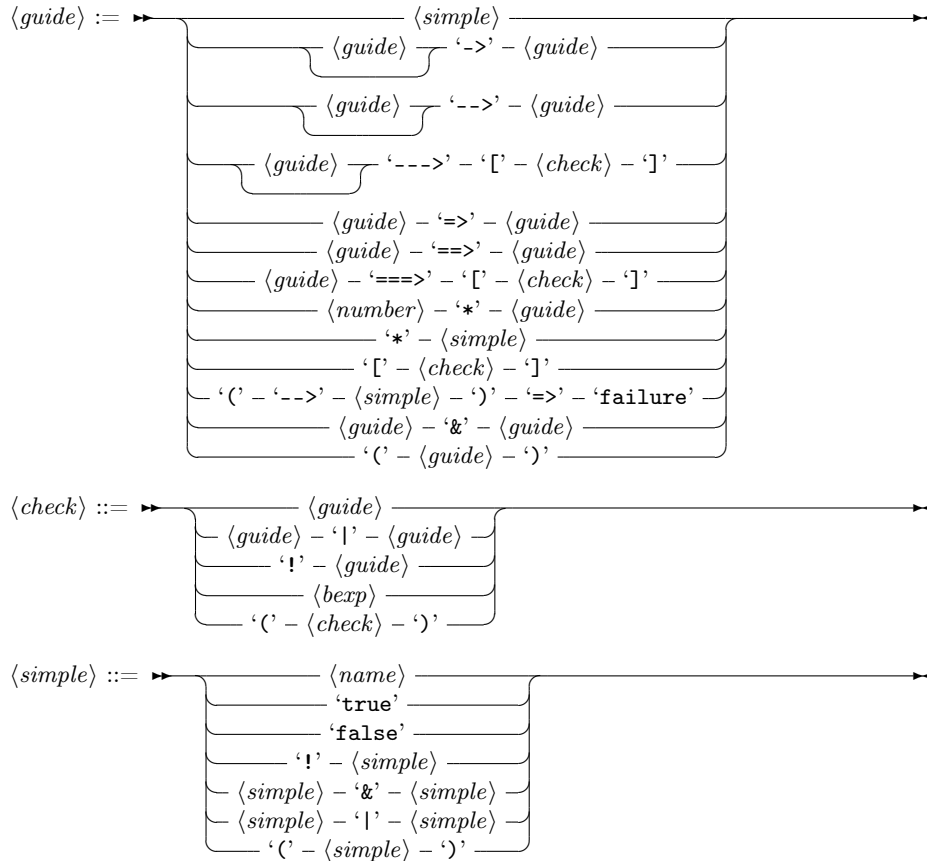 ⟨guide⟩ := ⟨simple⟩
⟨guide⟩ ‘->’ – ⟨guide⟩
⟨guide⟩ ‘-->’ – ⟨guide⟩
⟨guide⟩ ‘--->’ – ‘[’ – ⟨check⟩ – ‘]’
⟨guide⟩ – ‘=>’ – ⟨guide⟩
⟨guide⟩ – ‘==>’ – ⟨guide⟩
⟨guide⟩ – ‘===>’ – ‘[’ – ⟨check⟩ – ‘]’
⟨number⟩ – ‘*’ – ⟨guide⟩
‘*’ – ⟨simple⟩
‘[’ – ⟨check⟩ – ‘]’
‘(’ – ‘-->’ – ⟨simple⟩ – ‘)’ – ‘=>’ – ‘failure’
⟨guide⟩ – ‘&’ – ⟨guide⟩
‘(’ – ⟨guide⟩ – ‘)’
⟨check⟩ ::= ⟨guide⟩
⟨guide⟩ – ‘|’ – ⟨guide⟩
‘!’ – ⟨guide⟩
⟨bexp⟩
‘(’ – ⟨check⟩ – ‘)’
⟨simple⟩ ::= ⟨name⟩
‘true’
‘false’
‘!’ – ⟨simple⟩
⟨simple⟩ – ‘&’ – ⟨simple⟩
⟨simple⟩ – ‘|’ – ⟨simple⟩
‘(’ – ⟨simple⟩ – ‘)’